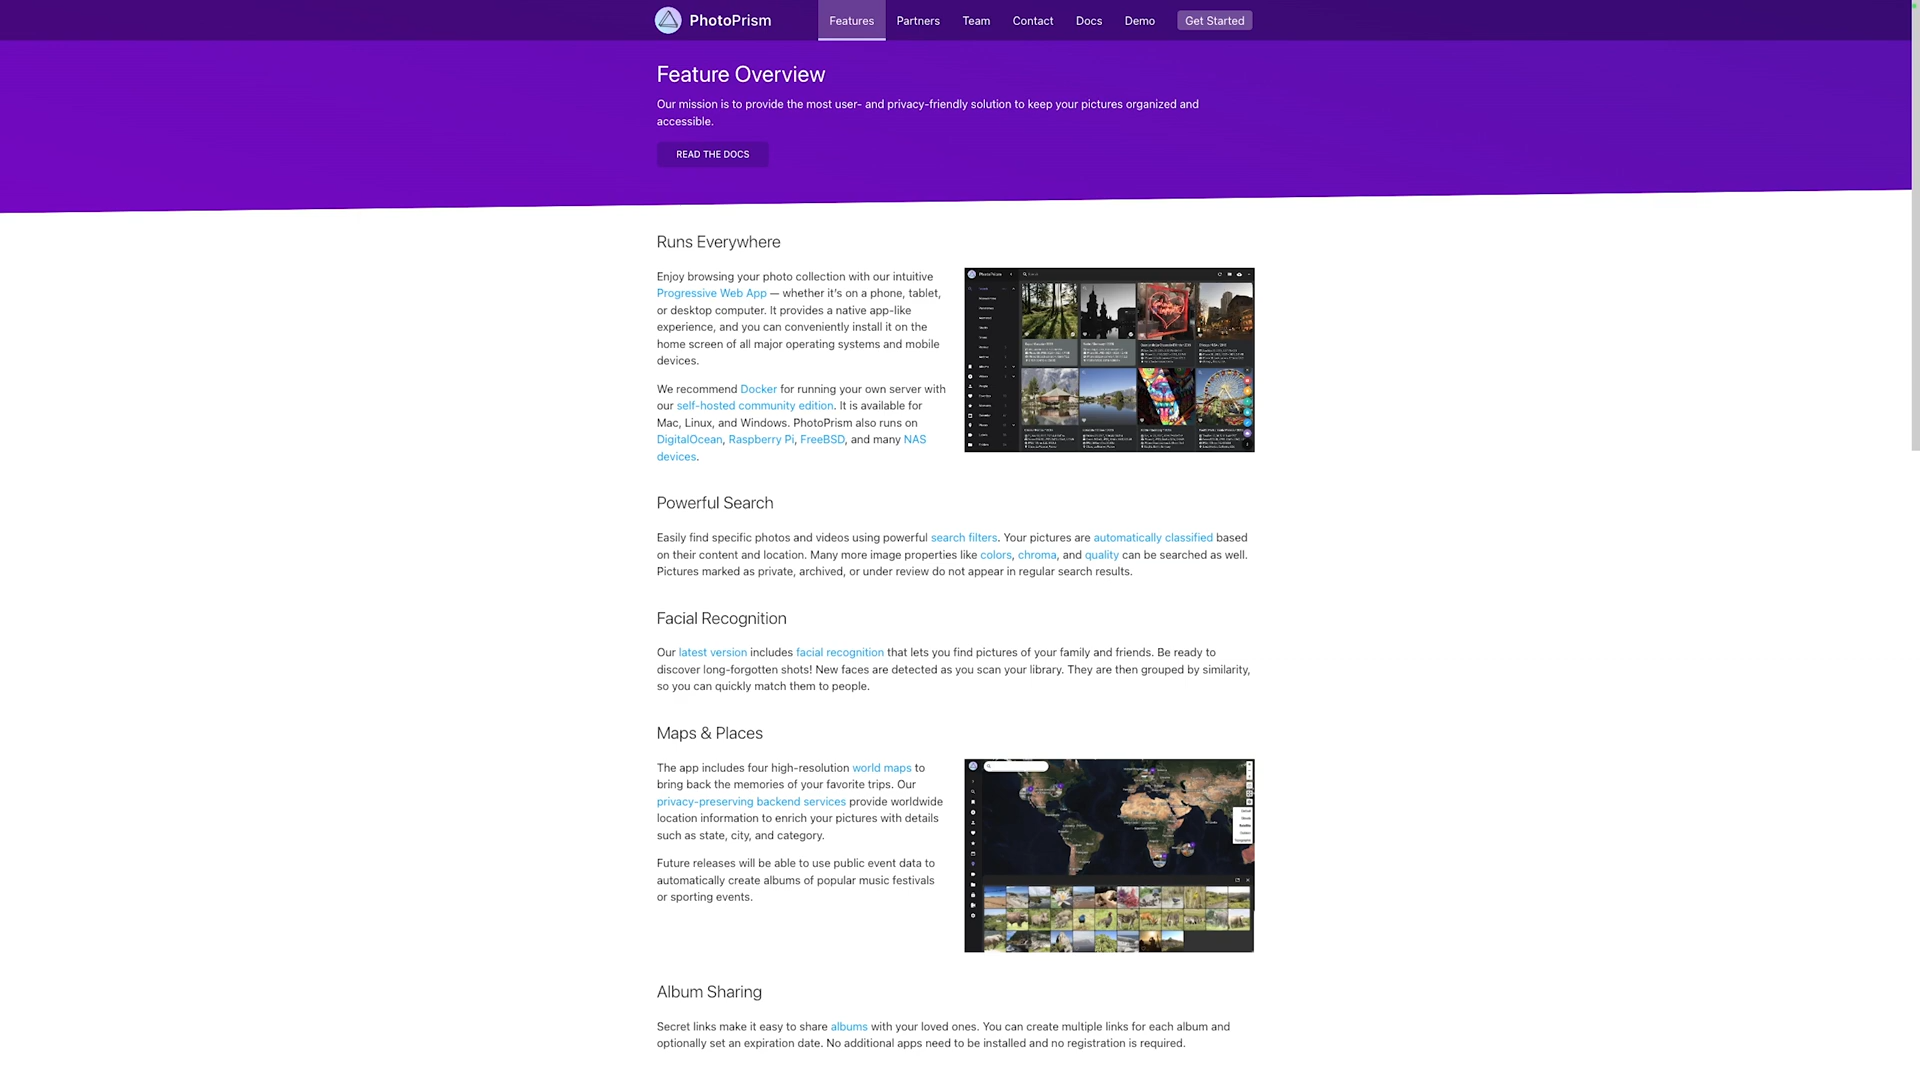 PhotoPrism
Features
Partners
Team
Contact
Docs
Demo
Get Started
Feature Overview
Our mission is to provide the most user- and privacy-friendly solution to keep your pictures organized and
accessible.
READ THE DOCS
Runs Everywhere
Enjoy browsing your photo collection with our intuitive
Progressive Web App — whether it's on a phone, tablet,
or desktop computer. It provides a native app-like
experience, and you can conveniently install it on the
home screen of all major operating systems and mobile
devices.
We recommend Docker for running your own server with
our self-hosted community edition. It is available for
Mac, Linux, and Windows. PhotoPrism also runs on
DigitalOcean, Raspberry Pi, FreeBSD, and many NAS
devices.
Powerful Search
Easily find specific photos and videos using powerful search filters. Your pictures are automatically classified based
on their content and location. Many more image properties like colors, chroma, and quality can be searched as well.
Pictures marked as private, archived, or under review do not appear in regular search results.
Facial Recognition
Our latest version includes facial recognition that lets you find pictures of your family and friends. Be ready to
discover long-forgotten shots! New faces are detected as you scan your library. They are then grouped by similarity,
so you can quickly match them to people.
Maps & Places
The app includes four high-resolution world maps to
bring back the memories of your favorite trips. Our
privacy-preserving backend services provide worldwide
location information to enrich your pictures with details
such as state, city, and category.
Future releases will be able to use public event data to
automatically create albums of popular music festivals
or sporting events.
Album Sharing
Secret links make it easy to share albums with your loved ones. You can create multiple links for each album and
optionally set an expiration date. No additional apps need to be installed and no registration is required.